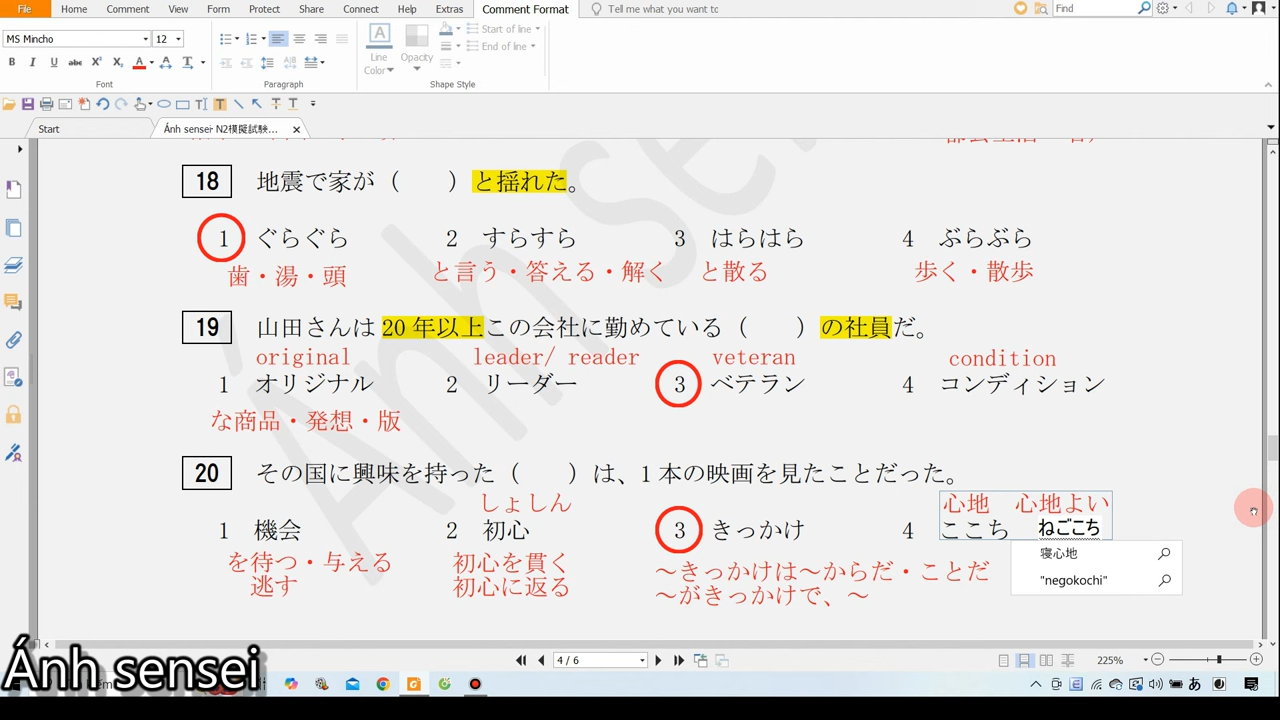 File Home Comment View Form Protect Share Connect Help Extras Comment Format Tell me what you want tc Find
MS Mincho 12 Line Color Opacity Start of line End of line
Font Paragraph Shape Style
Start Ánh sensei N2模擬試験...
18 地震で家が（ ）と揺れた。
1 ぐらぐら 2 すらすら 3 はらはら 4 ぶらぶら
歯・湯・頭 と言う・答える・解く と散る 歩く・散歩
19 山田さんは 20 年以上この会社に勤めている（ ）の社員だ。
original leader/ reader veteran condition
1 オリジナル 2 リーダー 3 ベテラン 4 コンディション
な商品・発想・版
20 その国に興味を持った（ ）は、1 本の映画を見たことだった。
しょしん 心地 心地よい
1 機会 2 初心 3 きっかけ 4 ここち ねごこち
を待つ・与える 初心を貫く ～きっかけは～からだ・ことだ
逃す 初心に返る ～がきっかけで、～
寝心地
"negokochi"
4 / 6 225%
Ánh sensei